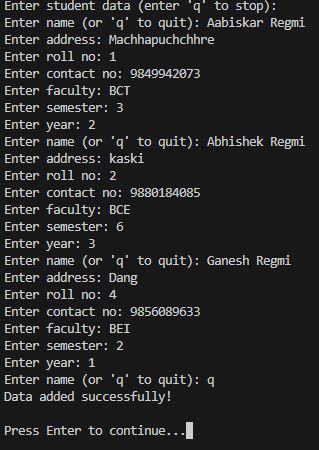 Enter student data (enter 'q' to stop):
Enter name (or 'q' to quit): Aabiskar Regmi
Enter address: Machhapuchchhre
Enter roll no: 1
Enter contact no: 9849942073
Enter faculty: BCT
Enter semester: 3
Enter year: 2
Enter name (or 'q' to quit): Abhishek Regmi
Enter address: kaski
Enter roll no: 2
Enter contact no: 9880184085
Enter faculty: BCE
Enter semester: 6
Enter year: 3
Enter name (or 'q' to quit): Ganesh Regmi
Enter address: Dang
Enter roll no: 4
Enter contact no: 9856089633
Enter faculty: BEI
Enter semester: 2
Enter year: 1
Enter name (or 'q' to quit): q
Data added successfully!
Press Enter to continue...